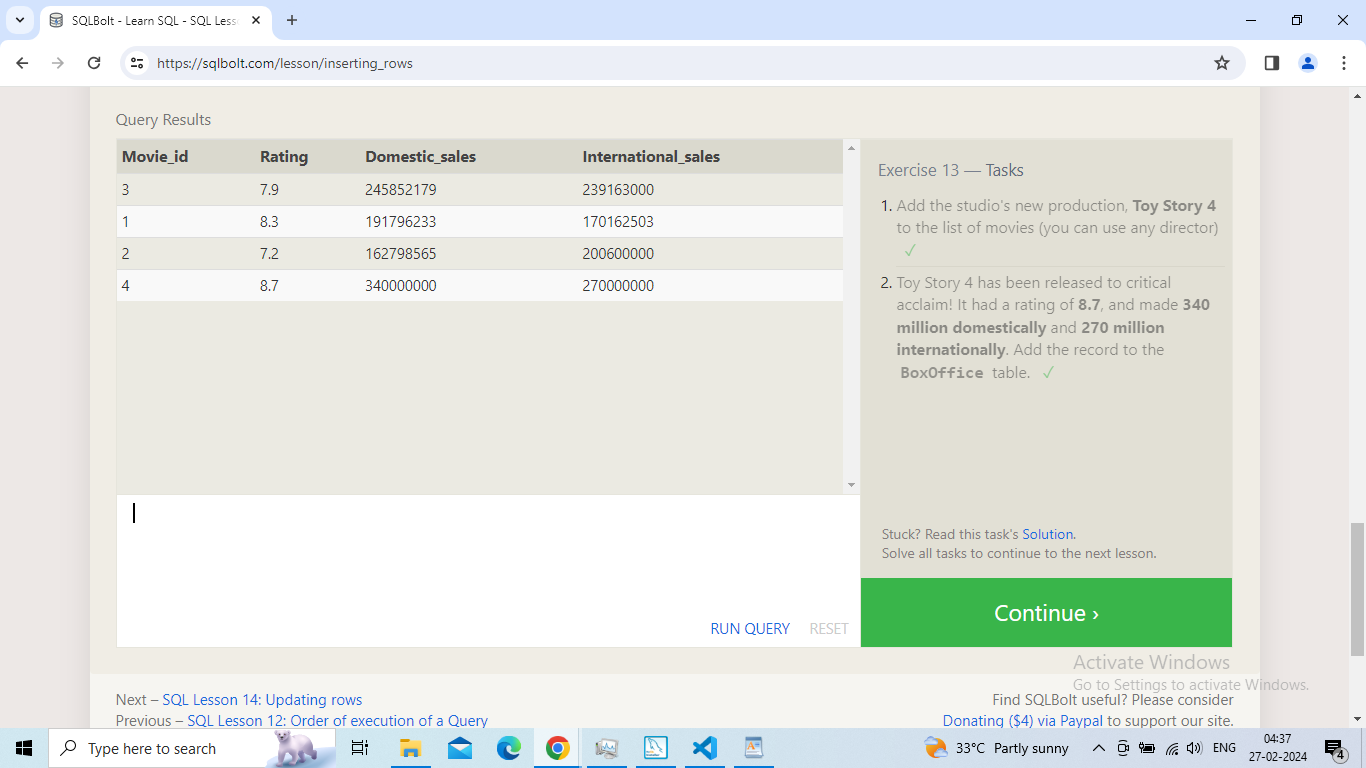 SQLBolt - Learn SQL - SQL Less
https://sqlbolt.com/lesson/inserting_rows
Query Results
Movie_id Rating Domestic_sales International_sales
3 7.9 245852179 239163000
1 8.3 191796233 170162503
2 7.2 162798565 200600000
4 8.7 340000000 270000000
RUN QUERY RESET
Exercise 13 — Tasks
1. Add the studio's new production, Toy Story 4
to the list of movies (you can use any director)
✓
2. Toy Story 4 has been released to critical
acclaim! It had a rating of 8.7, and made 340
million domestically and 270 million
internationally. Add the record to the
BoxOffice table. ✓
Stuck? Read this task's Solution.
Solve all tasks to continue to the next lesson.
Continue ›
Activate Windows
Go to Settings to activate Windows.
Next – SQL Lesson 14: Updating rows
Previous – SQL Lesson 12: Order of execution of a Query
Find SQLBolt useful? Please consider
Donating ($4) via Paypal to support our site.
Type here to search
33°C Partly sunny
ENG
04:37
27-02-2024
4